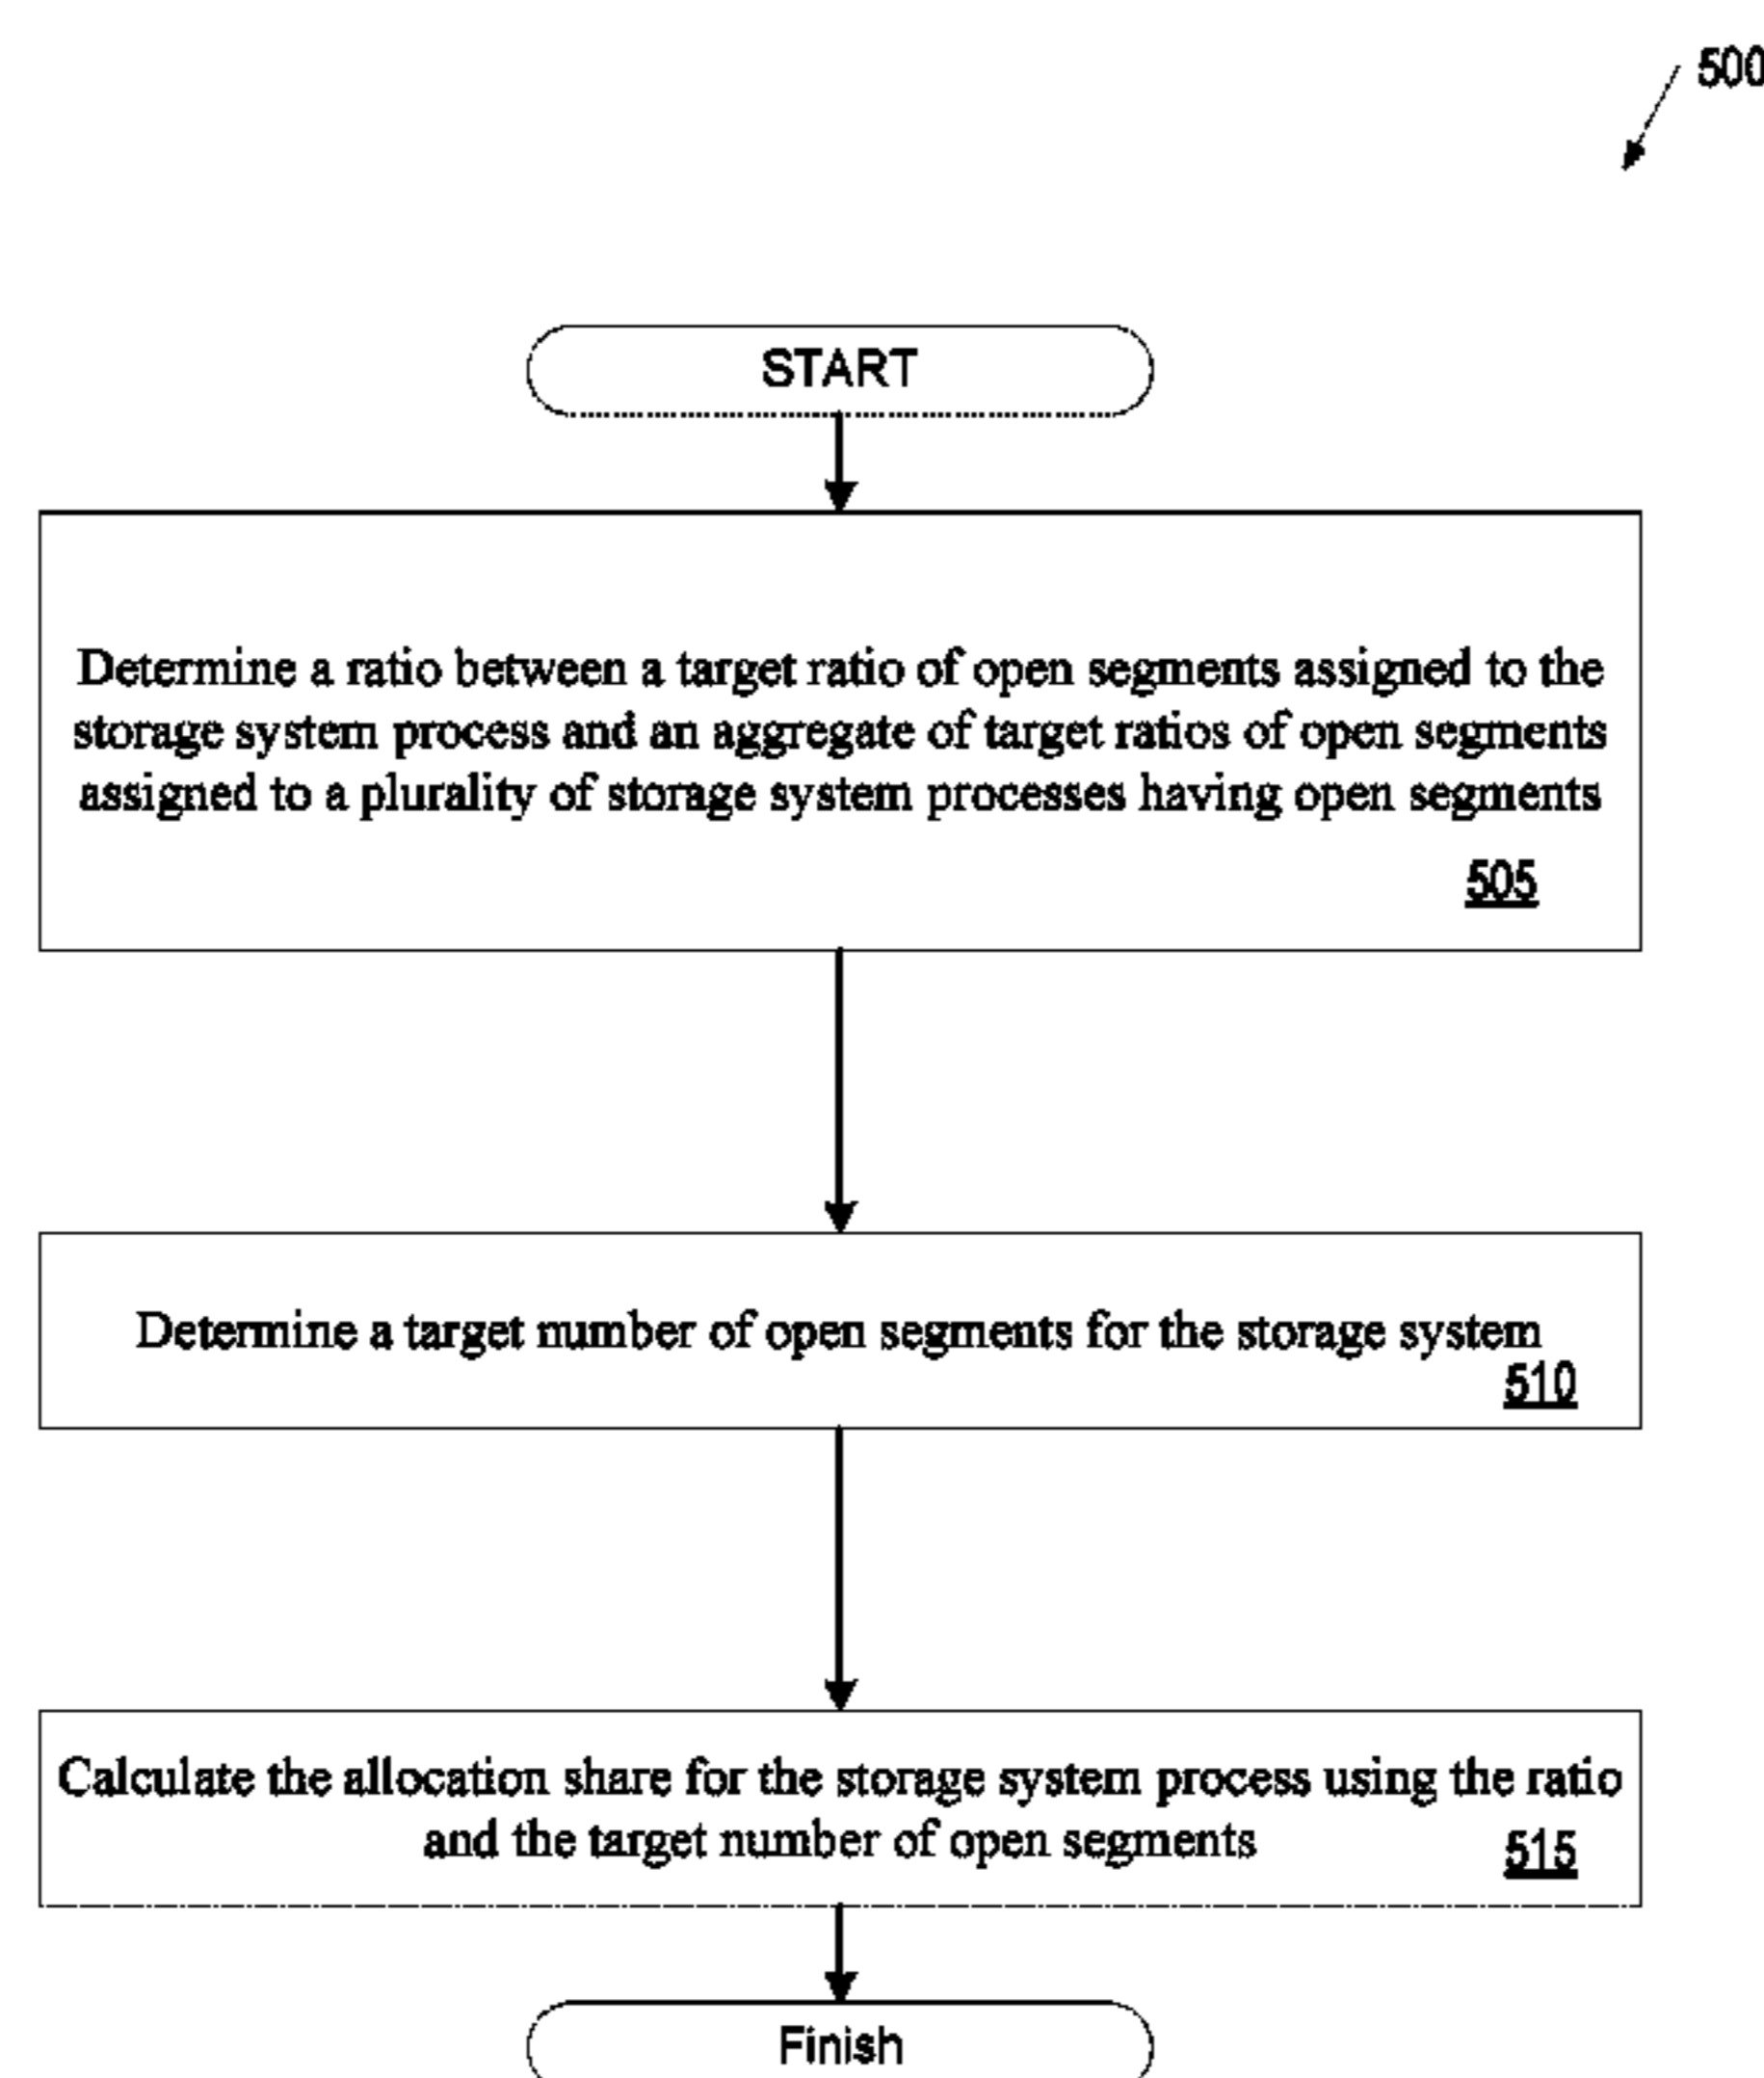 500
START
Determine a ratio between a target ratio of open segments assigned to the
storage system process and an aggregate of target ratios of open segments
assigned to a plurality of storage system processes having open segments
505
Determine a target number of open segments for the storage system
510
Calculate the allocation share for the storage system process using the ratio
and the target number of open segments
515
Finish